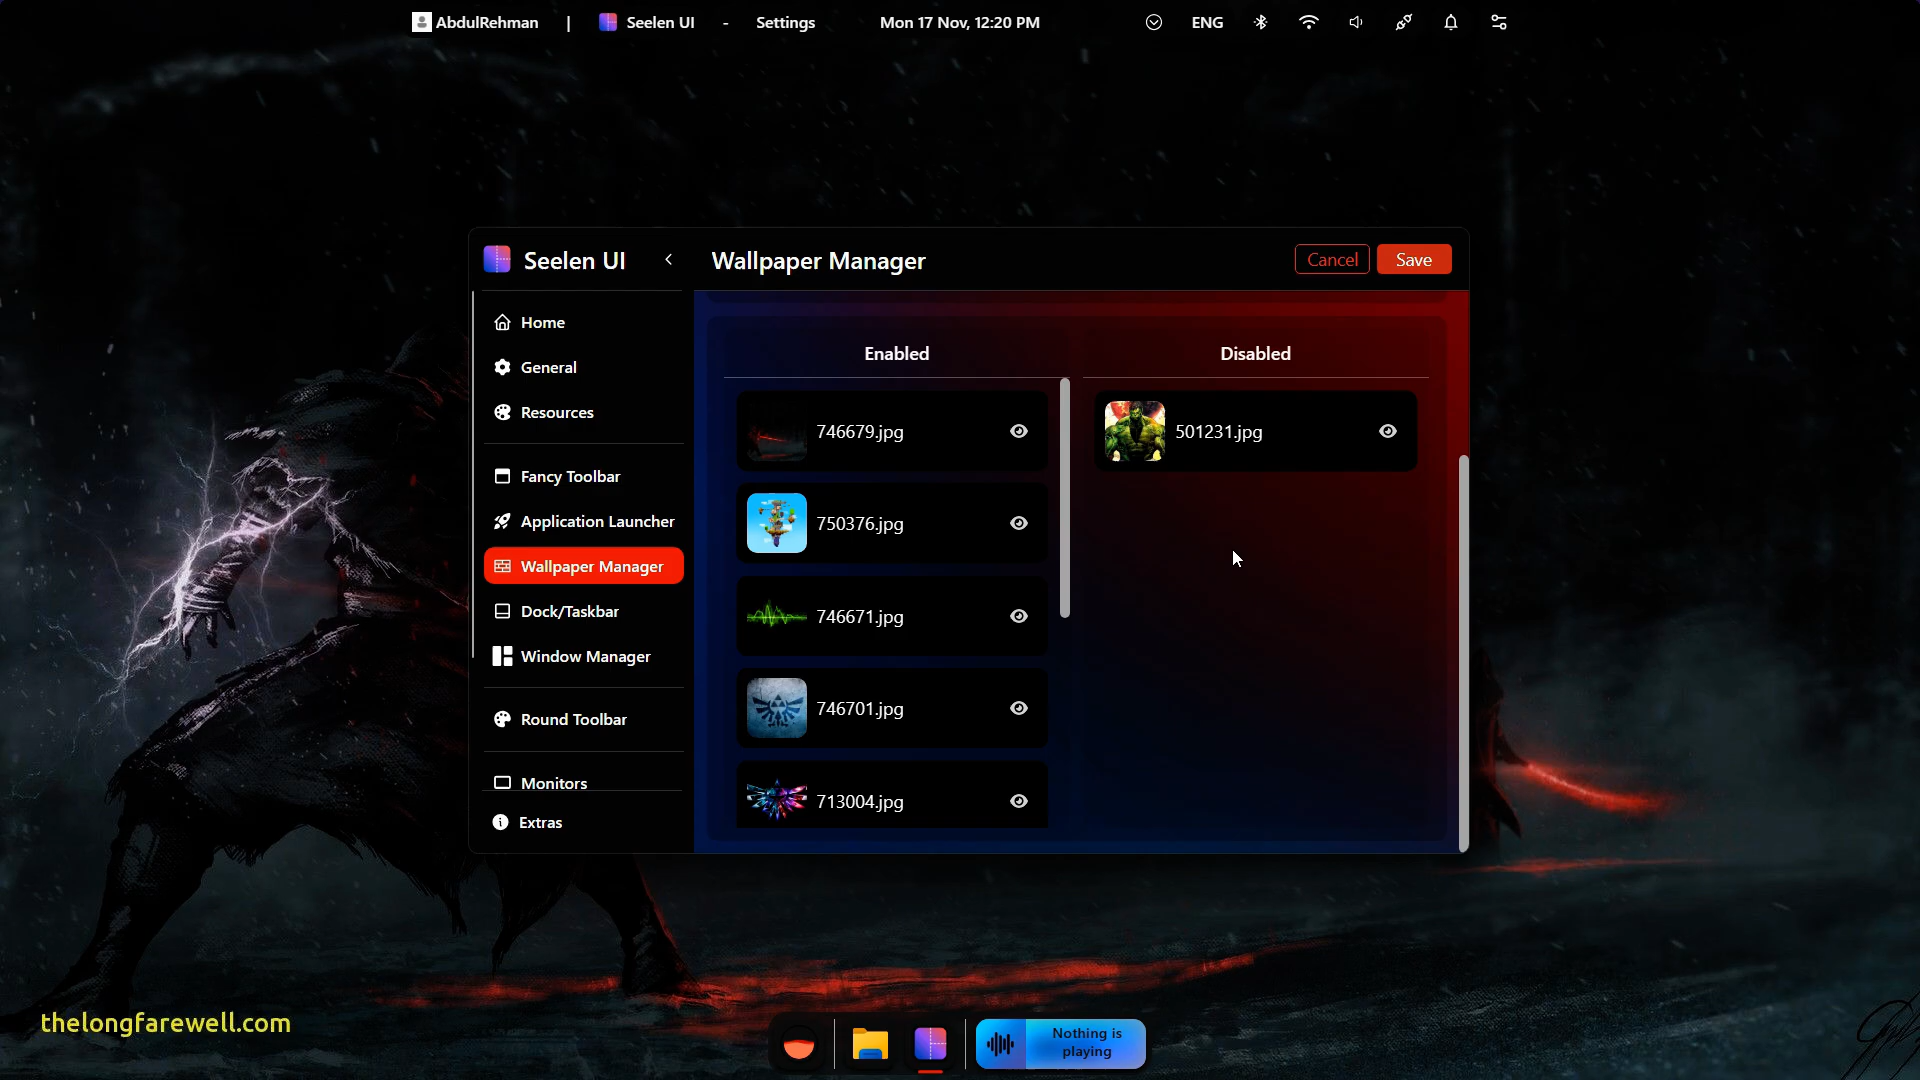 AbdulRehman | Seelen UI - Settings Mon 17 Nov, 12:20 PM ENG
Seelen UI
Wallpaper Manager
Cancel Save
Home
General
Resources
Fancy Toolbar
Application Launcher
Wallpaper Manager
Dock/Taskbar
Window Manager
Round Toolbar
Monitors
Extras
Enabled
746679.jpg
750376.jpg
746671.jpg
746701.jpg
713004.jpg
Disabled
501231.jpg
thelongfarewell.com
Nothing is
playing